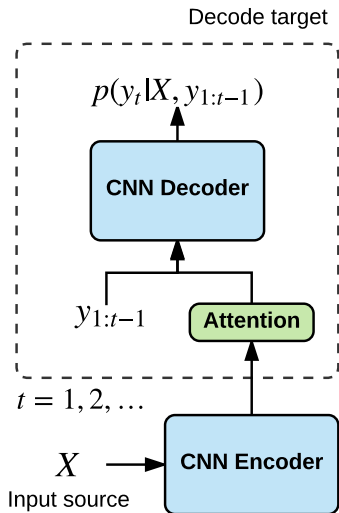 Decode target
p(y_t|X, y_{1:t−1})
CNN Decoder
y_{1:t−1}
Attention
t = 1, 2, …
X
CNN Encoder
Input source